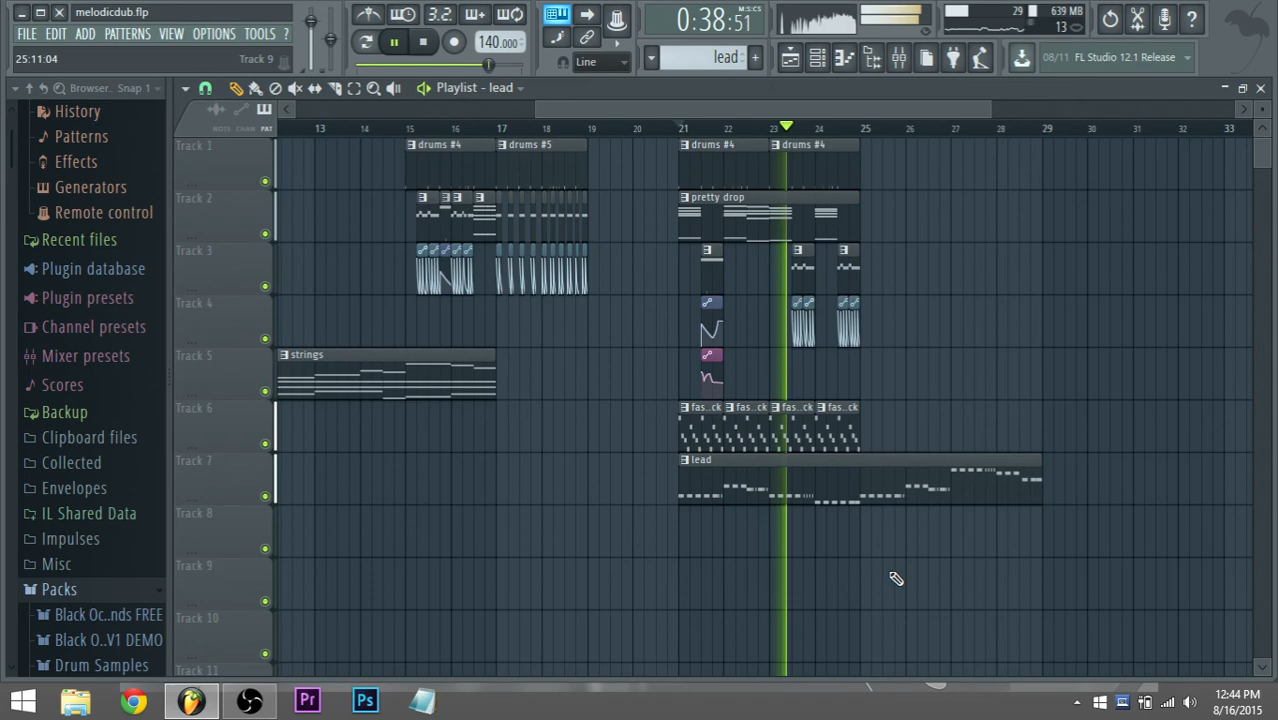 melodicdub.flp
FILE EDIT ADD PATTERNS VIEW OPTIONS TOOLS ?
25:11:04 Track 9
3.2..
140.000
Line
0:38:51
M:S:CS
lead
29 639 MB
13
08/11 FL Studio 12.1 Release
Browser.. Snap 1
Playlist - lead
NOTE CHAN PAT
13 14 15 16 17 18 19 20 21 22 23 24 25 26 27 28 29 30 31 32 33
History
Patterns
Effects
Generators
Remote control
Recent files
Plugin database
Plugin presets
Channel presets
Mixer presets
Scores
Backup
Clipboard files
Collected
Envelopes
IL Shared Data
Impulses
Misc
Packs
Black Oc..nds FREE
Black O..V1 DEMO
Drum Samples
Track 1
drums #4 drums #5 drums #4 drums #4
Track 2
pretty drop
Track 3
Track 4
Track 5
strings
Track 6
fas..ck fas..ck fas..ck fas..ck
Track 7
lead
Track 8
Track 9
Track 10
Track 11
Pr
Ps
12:44 PM
8/16/2015